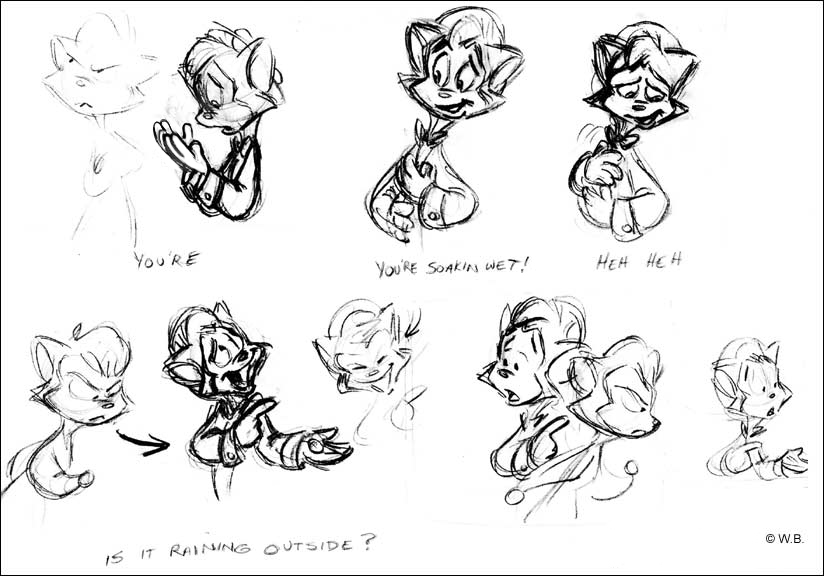 YOU'RE
YOU'RE SOAKIN WET!
HEH HEH
IS IT RAINING OUTSIDE?
© W.B.